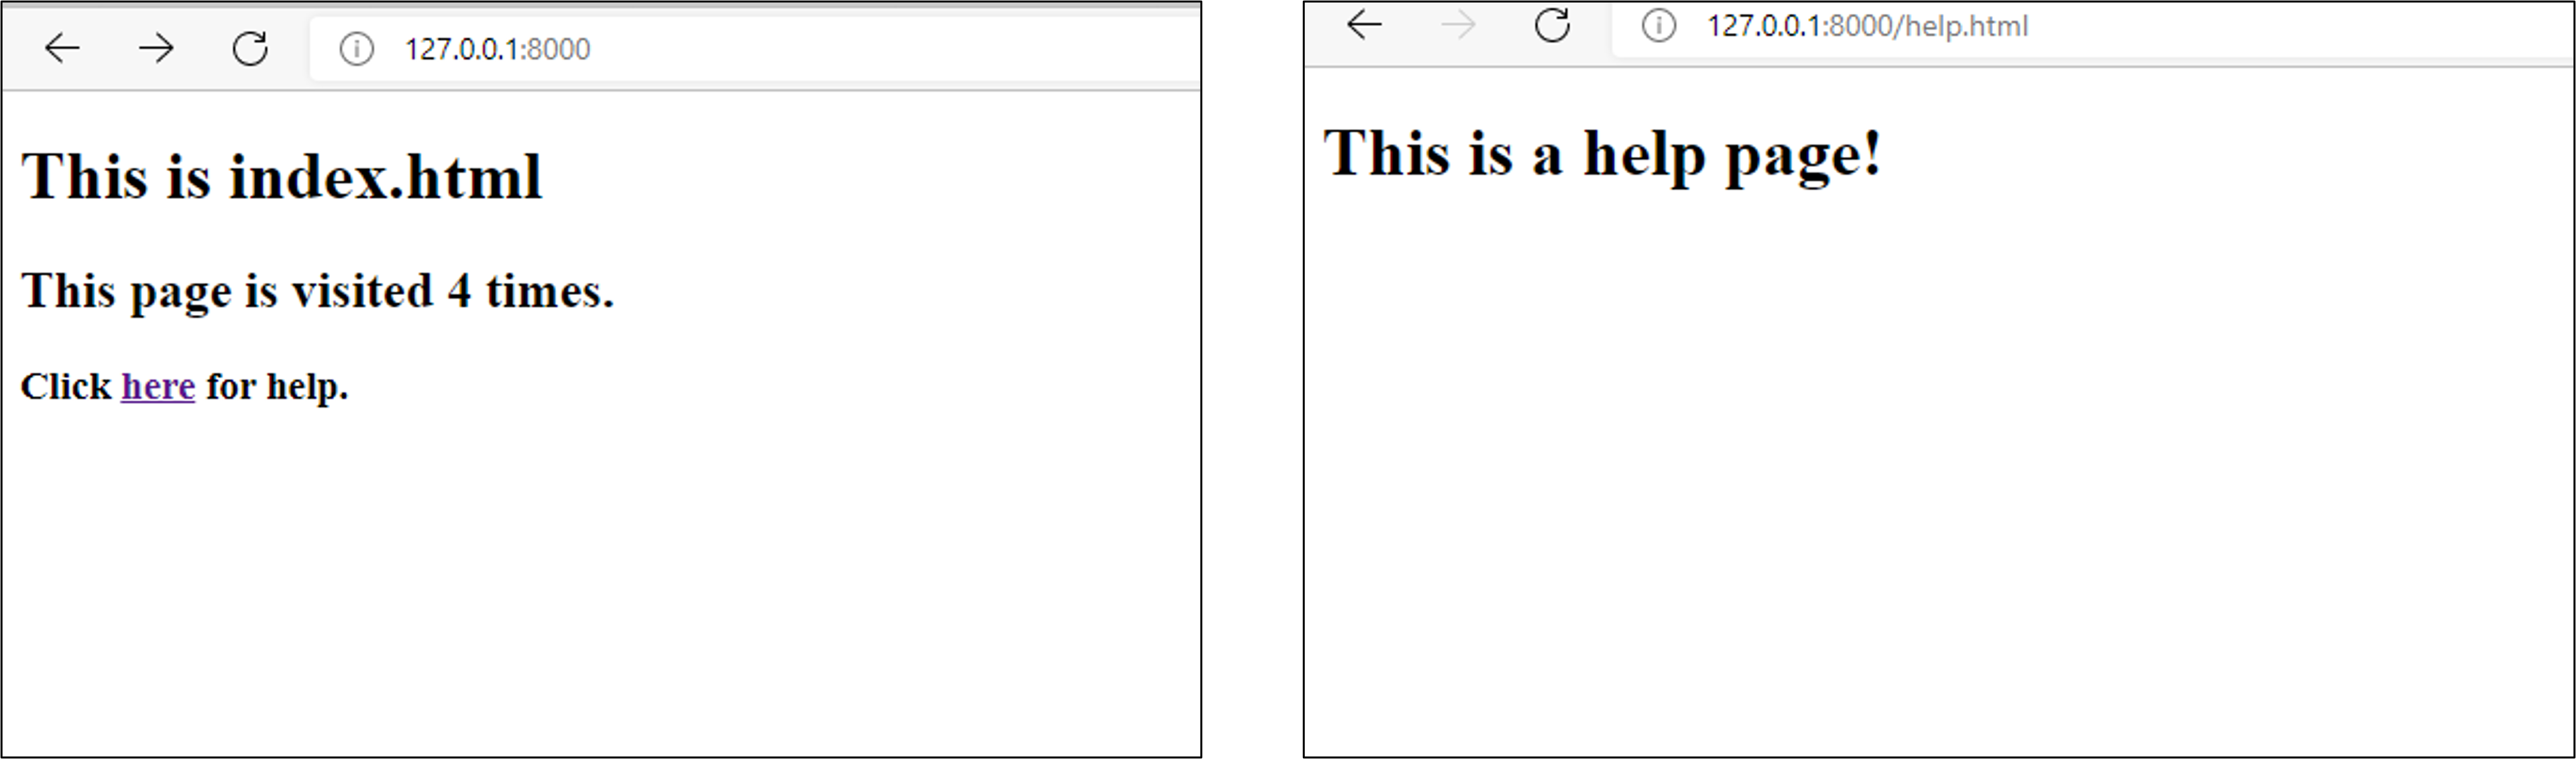 127.0.0.1:8000
This is index.html
This page is visited 4 times.
Click here for help.
127.0.0.1:8000/help.html
This is a help page!